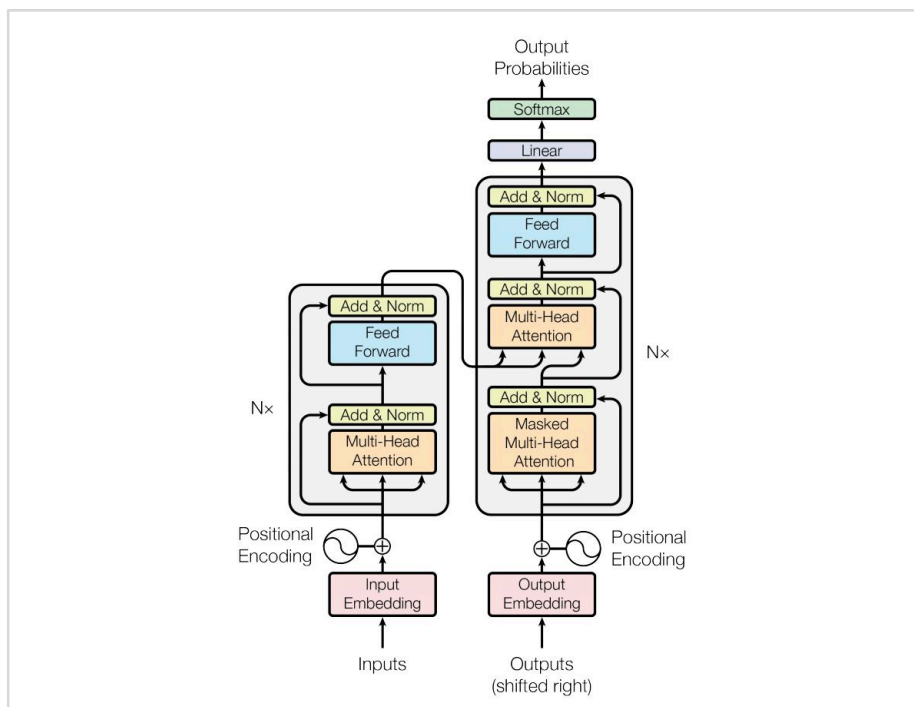 Output
Probabilities
Softmax
Linear
Add & Norm
Feed
Forward
Add & Norm
Multi-Head
Attention
Nx
Add & Norm
Masked
Multi-Head
Attention
Add & Norm
Feed
Forward
Nx
Add & Norm
Multi-Head
Attention
Positional
Encoding
Positional
Encoding
Input
Embedding
Output
Embedding
Inputs
Outputs
(shifted right)